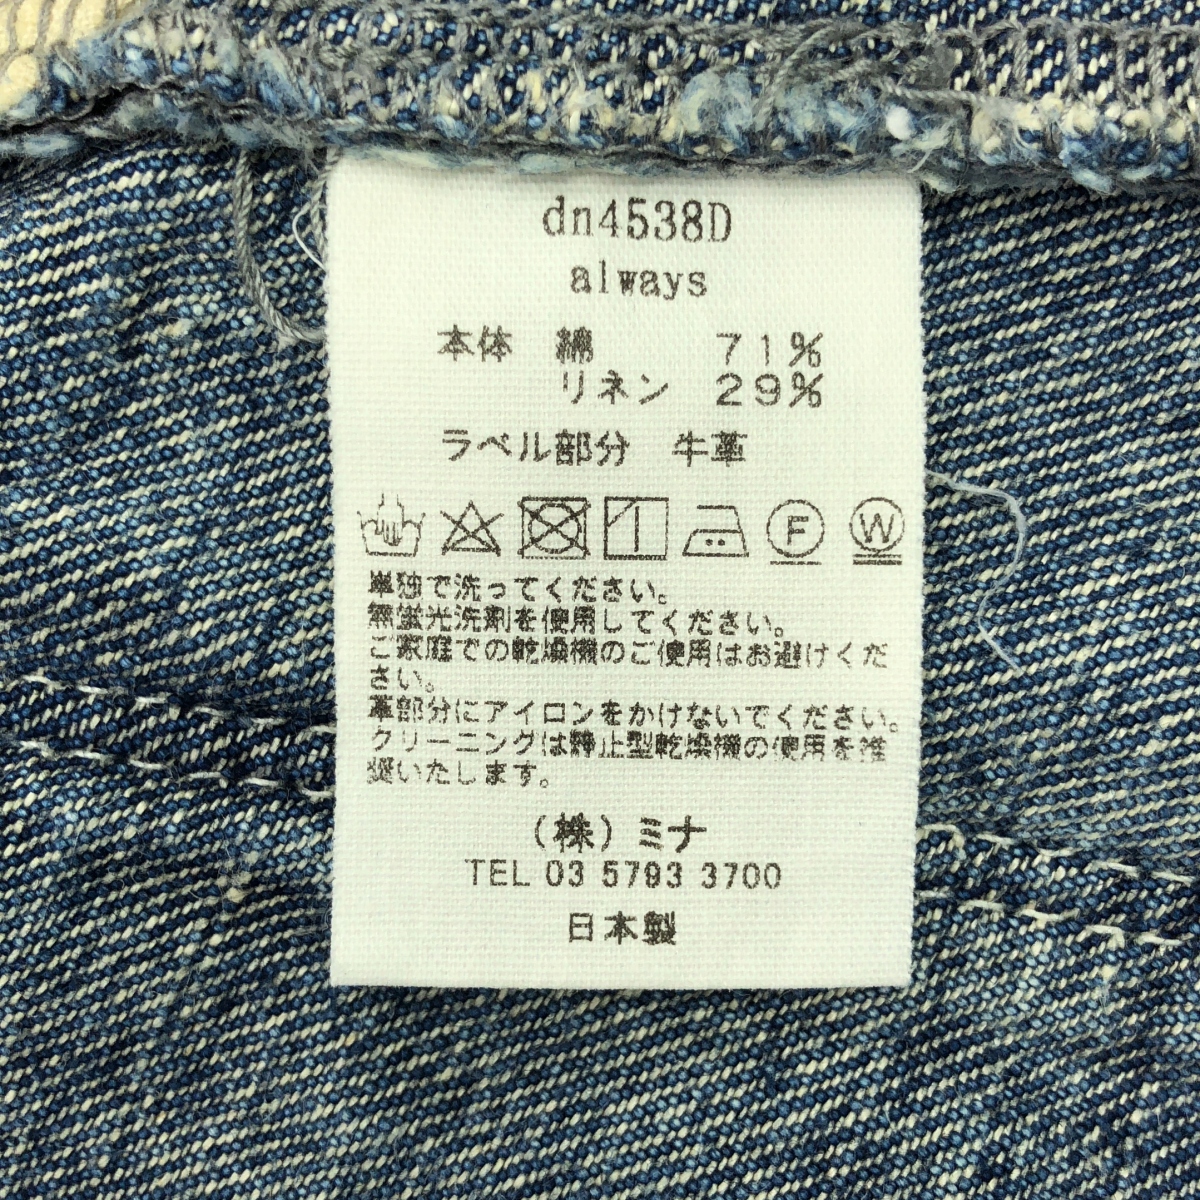 dn4538D
always
本体 綿 71%
リネン 29%
ラベル部分 牛革
F W
単独で洗ってください。
無蛍光洗剤を使用してください。
ご家庭での乾燥機のご使用はお避けくだ
さい。
革部分にアイロンをかけないでください。
クリーニングは静止型乾燥機の使用を推
奨いたします。
(株)ミナ
TEL 03 5793 3700
日本製